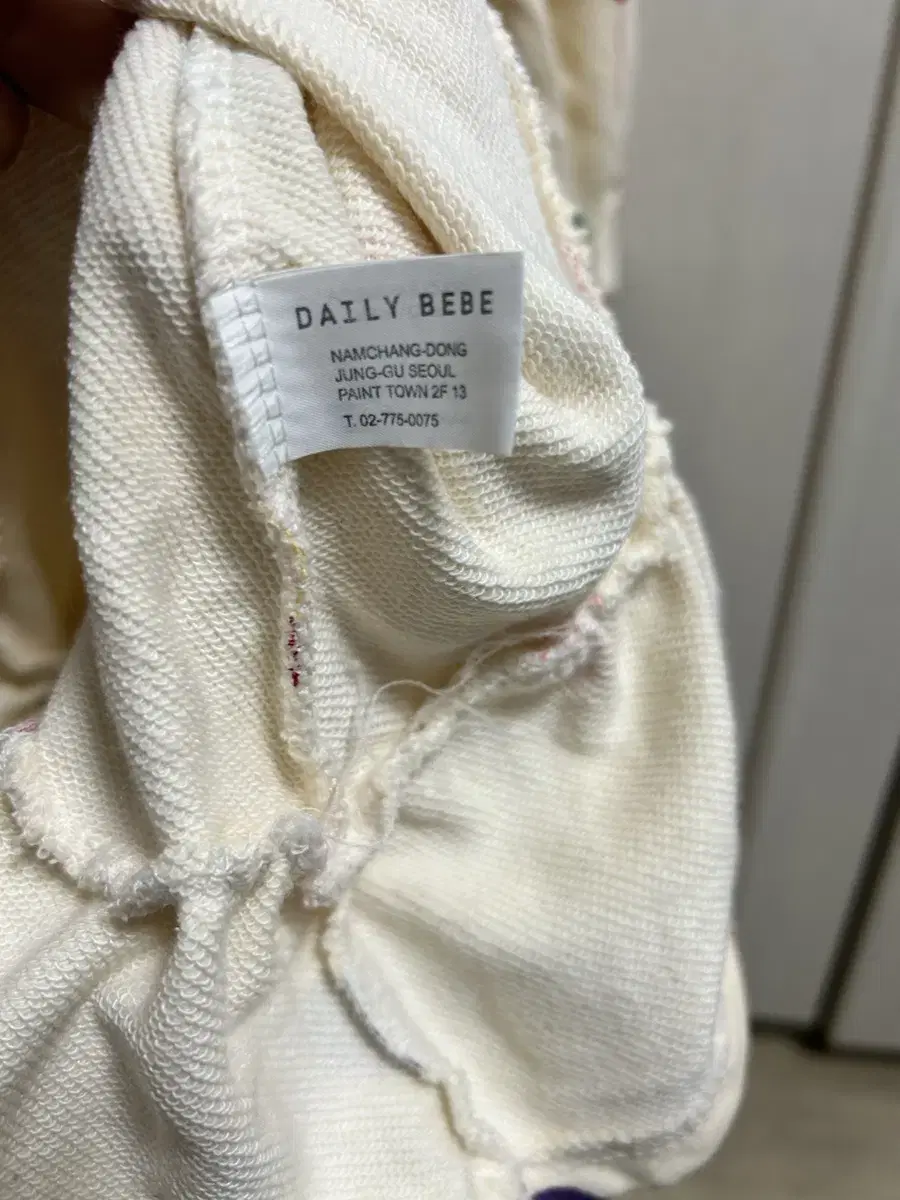 DAILY BEBE
NAMCHANG-DONG
JUNG-GU SEOUL
PAINT TOWN 2F 13
T. 02-775-0075